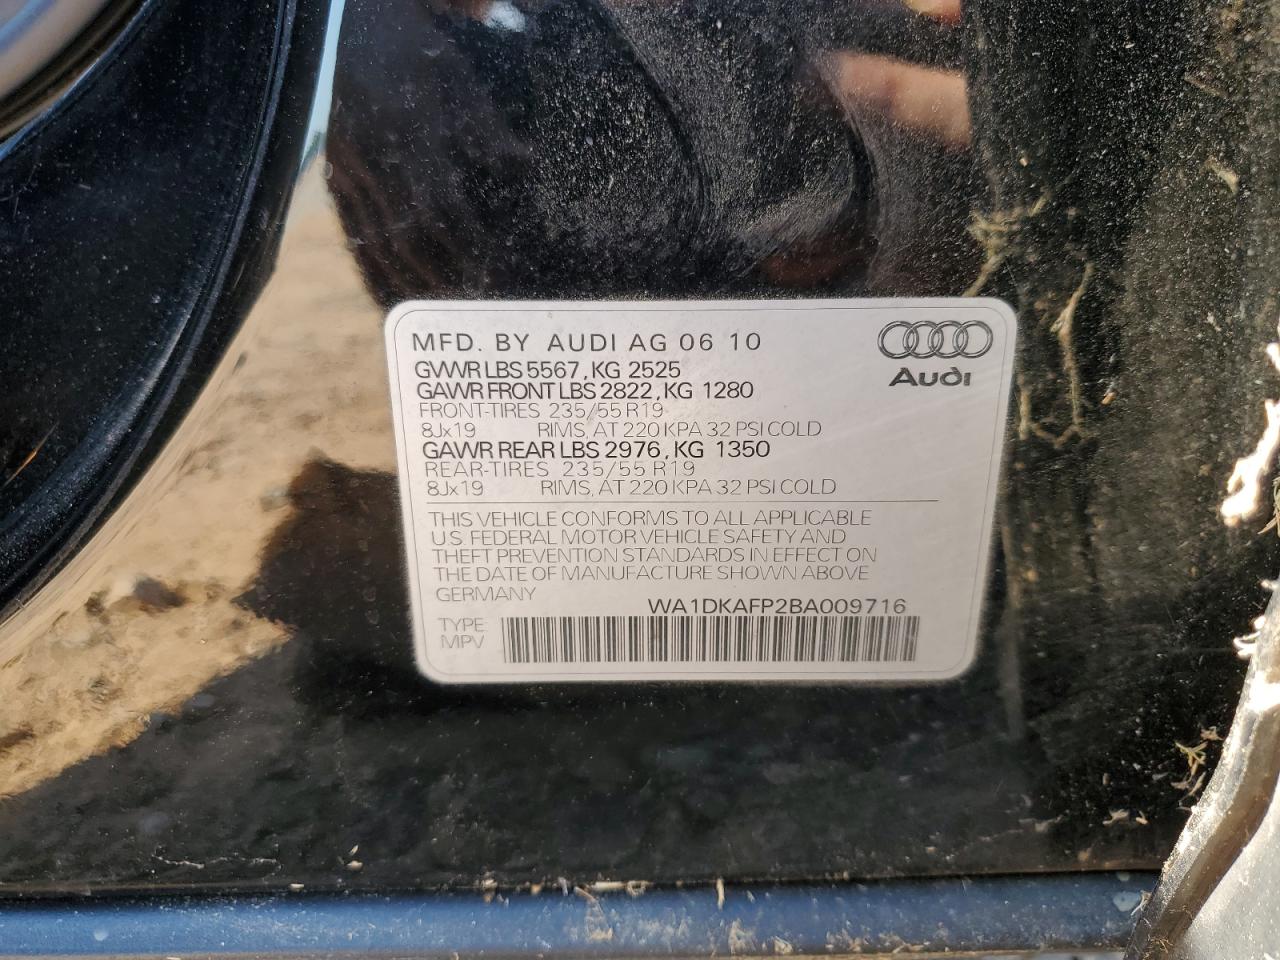 MFD. BY AUDI AG 06 10
GVWR LBS 5567, KG 2525
GAWR FRONT LBS 2822, KG 1280
FRONT-TIRES 235/55 R19
8Jx19 RIMS, AT 220 KPA 32 PSI COLD
GAWR REAR LBS 2976, KG 1350
REAR-TIRES 235/55 R19
8Jx19 RIMS, AT 220 KPA 32 PSI COLD
Audi
THIS VEHICLE CONFORMS TO ALL APPLICABLE
U.S. FEDERAL MOTOR VEHICLE SAFETY AND
THEFT PREVENTION STANDARDS IN EFFECT ON
THE DATE OF MANUFACTURE SHOWN ABOVE
GERMANY
WA1DKAFP2BA009716
TYPE
MPV